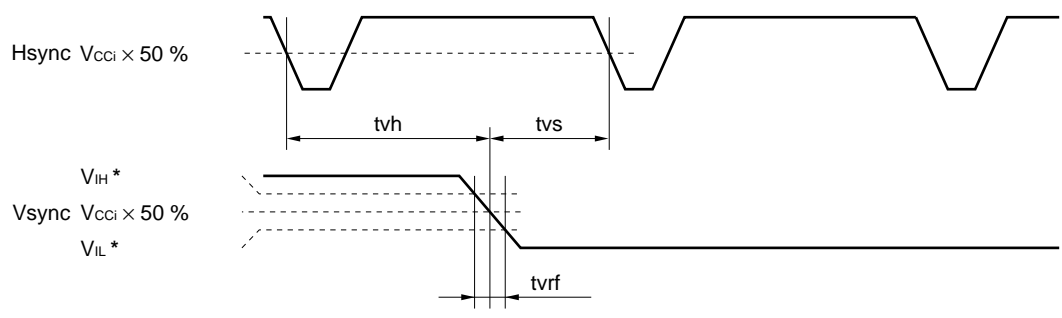 Hsync VCCi × 50 %
tvh
tvs
VIH *
Vsync VCCi × 50 %
VIL *
tvrf